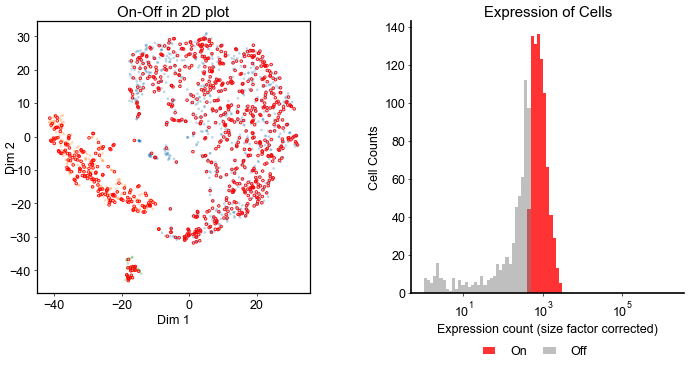 On-Off in 2D plot
Dim 2
30
20
10
0
−10
−20
−30
−40
−40 −20 0 20
Dim 1
Expression of Cells
Cell Counts
140
120
100
80
60
40
20
0
10^1 10^3 10^5
Expression count (size factor corrected)
On Off